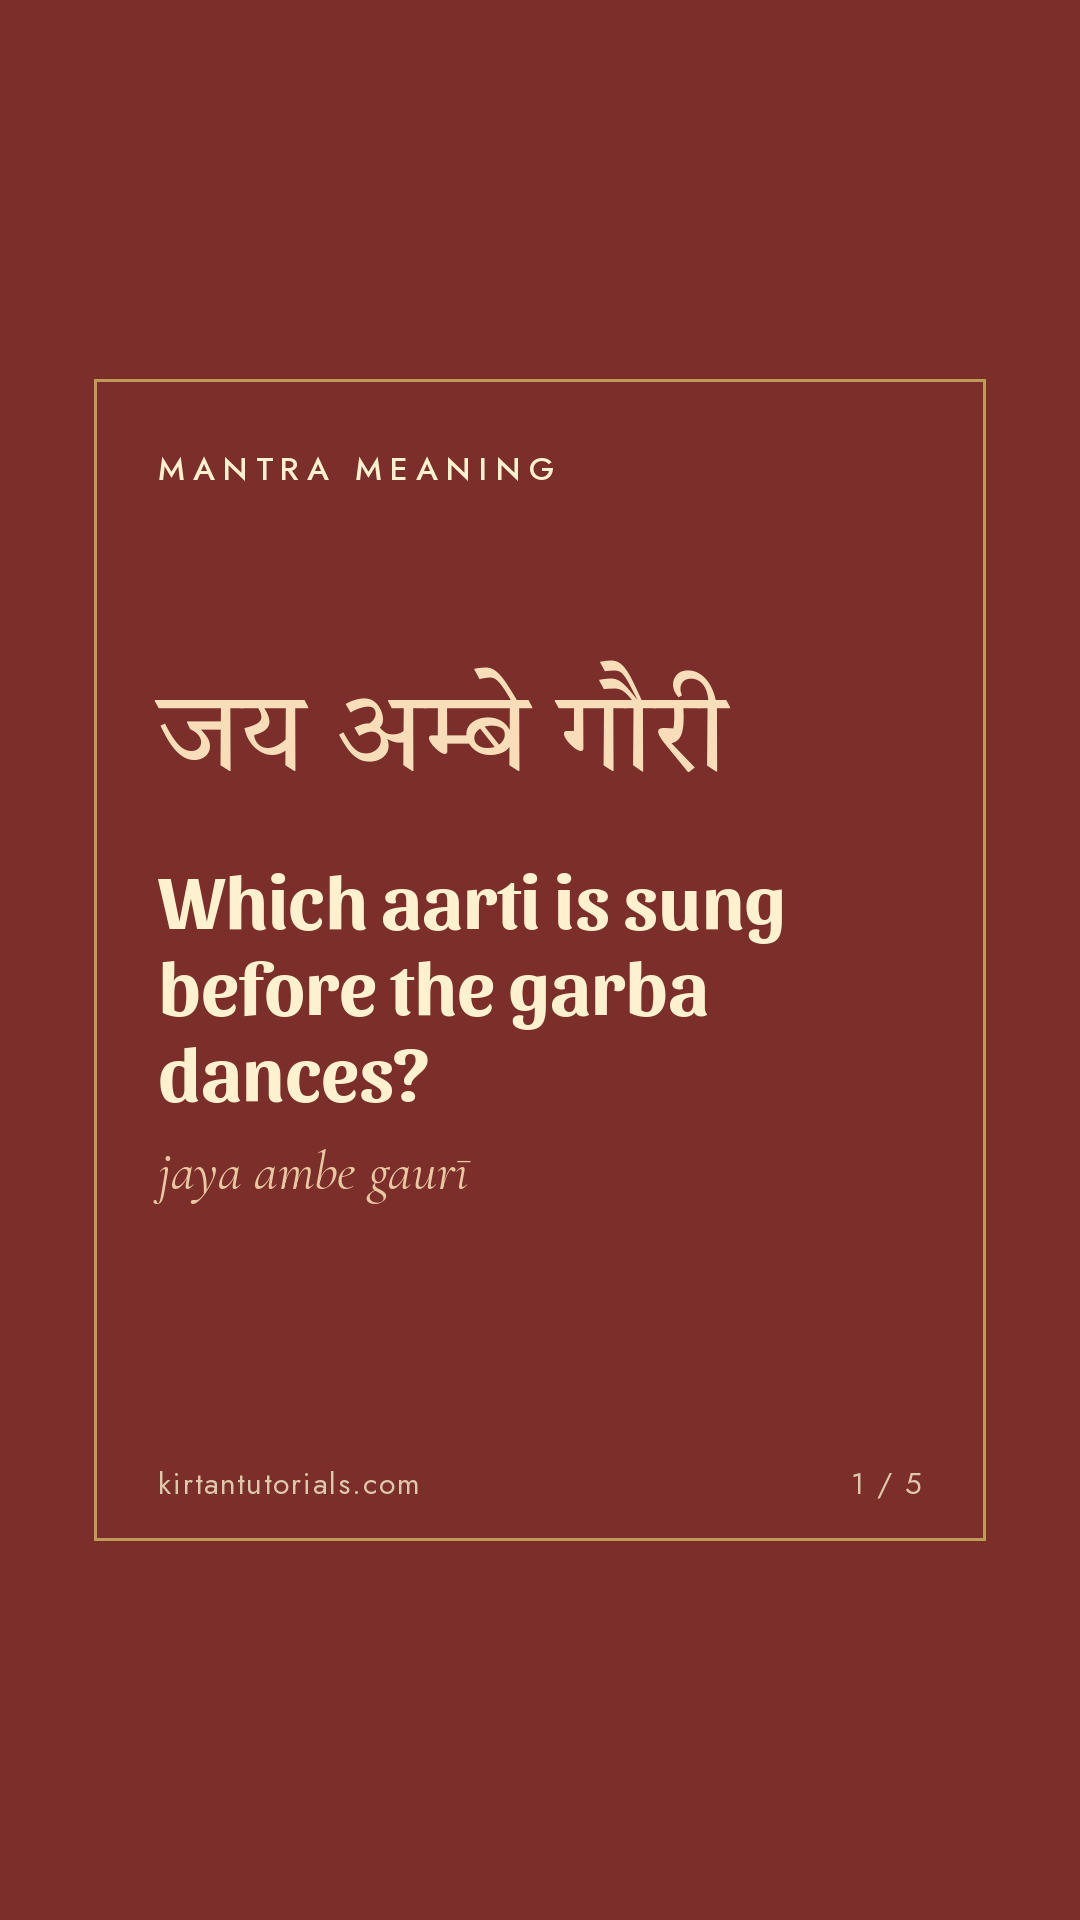 MANTRA MEANING
जय अम्बे गौरी
Which aarti is sung
before the garba
dances?
jaya ambe gaurī
kirtantutorials.com
1 / 5